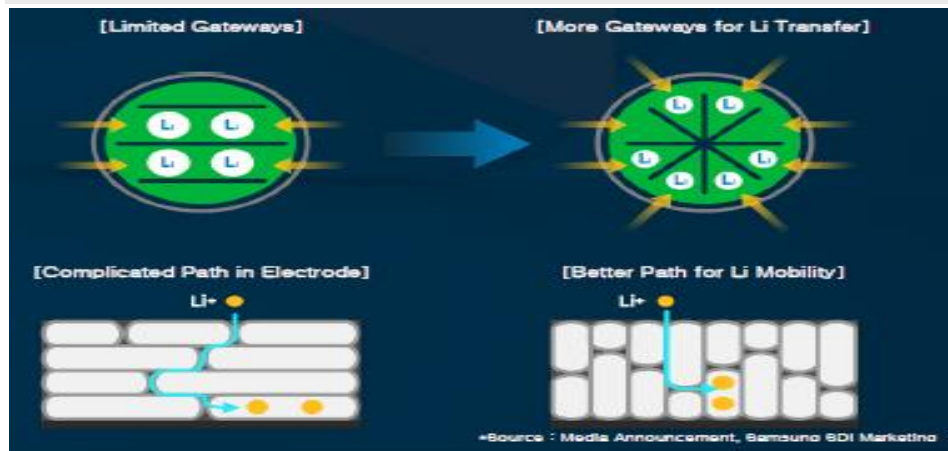 [Limited Gateways]
[More Gateways for Li Transfer]
Li Li
Li Li
Li Li
Li Li
Li Li
[Complicated Path in Electrode]
[Better Path for Li Mobility]
Li+
Li+
*Source : Media Announcement, Samsung SDI Marketing